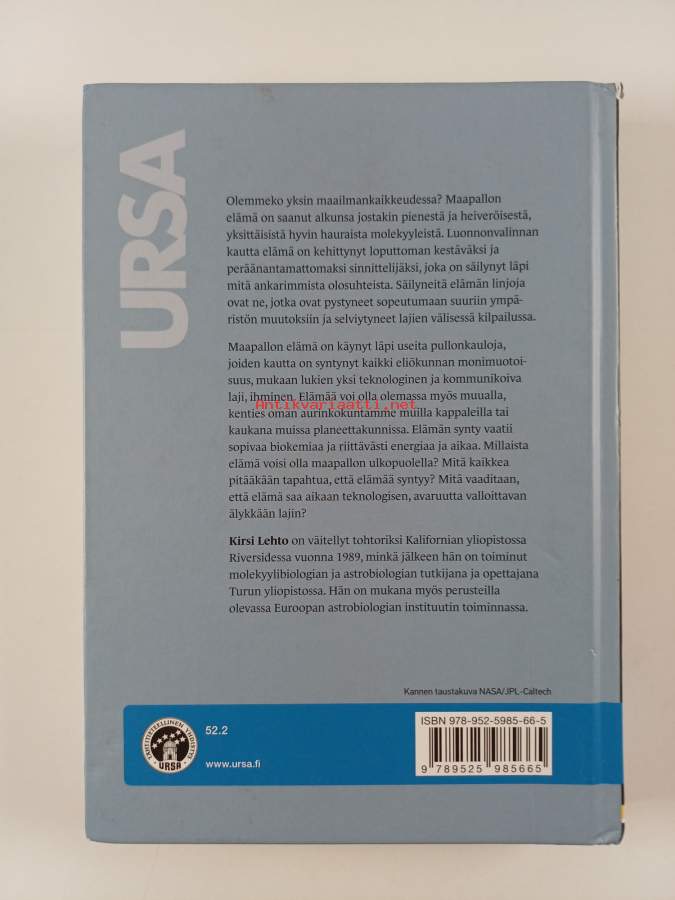 URSA
Olemmeko yksin maailmankaikkeudessa? Maapallon
elämä on saanut alkunsa jostakin pienestä ja heiveröisestä,
yksittäisistä hyvin hauraista molekyyleistä. Luonnonvalinnan
kautta elämä on kehittynyt loputtoman kestäväksi ja
peräänantamattomaksi sinnittelijäksi, joka on säilynyt läpi
mitä ankarimmista olosuhteista. Säilyneitä elämän linjoja
ovat ne, jotka ovat pystyneet sopeutumaan suuriin ympä-
ristön muutoksiin ja selviytyneet lajien välisessä kilpailussa.
Maapallon elämä on käynyt läpi useita pullonkauloja,
joiden kautta on syntynyt kaikki eliökunnan monimuotoi-
suus, mukaan lukien yksi teknologinen ja kommunikoiva
laji, ihminen. Elämää voi olla olemassa myös muualla,
Antikvariaatti.net
kenties oman aurinkokuntamme muilla kappaleilla tai
kaukana muissa planeettakunnissa. Elämän synty vaatii
sopivaa biokemiaa ja riittävästi energiaa ja aikaa. Millaista
elämä voisi olla maapallon ulkopuolella? Mitä kaikkea
pitääkään tapahtua, että elämää syntyy? Mitä vaaditaan,
että elämä saa aikaan teknologisen, avaruutta valloittavan
älykkään lajin?
Kirsi Lehto on väitellyt tohtoriksi Kalifornian yliopistossa
Riversidessa vuonna 1989, minkä jälkeen hän on toiminut
molekyylibiologian ja astrobiologian tutkijana ja opettajana
Turun yliopistossa. Hän on mukana myös perusteilla
olevassa Euroopan astrobiologian instituutin toiminnassa.
Kannen taustakuva NASA/JPL-Caltech
TÄHTITIETEELLINEN YHDISTYS
URSA
52.2
www.ursa.fi
ISBN 978-952-5985-66-5
9 789525 985665